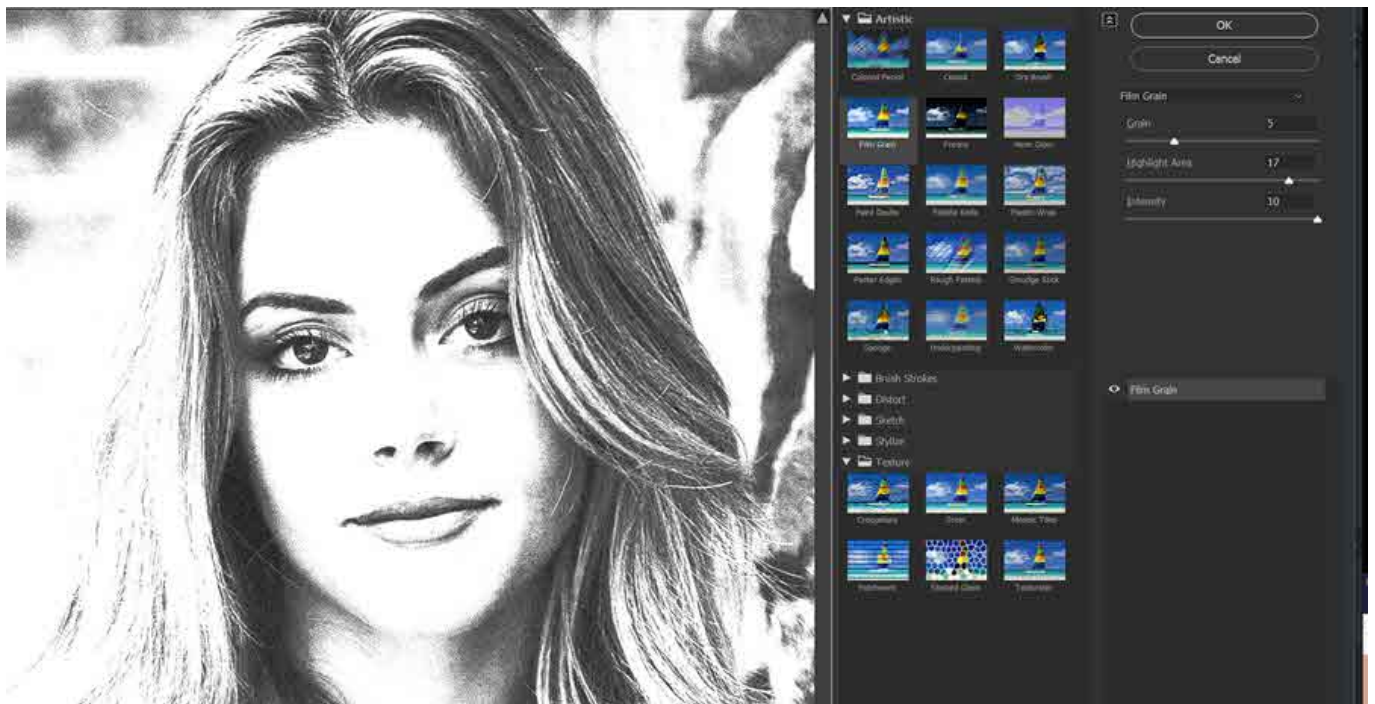 Artistic
OK
Cancel
Colored Pencil
Cutout
Dry Brush
Film Grain
Film Grain
Fresco
Neon Glow
Grain 5
Highlight Area 17
Intensity 10
Paint Daubs
Palette Knife
Plastic Wrap
Poster Edges
Rough Pastels
Smudge Stick
Sponge
Underpainting
Watercolor
Brush Strokes
Distort
Sketch
Stylize
Texture
Film Grain
Craquelure
Grain
Mosaic Tiles
Patchwork
Stained Glass
Texturizer